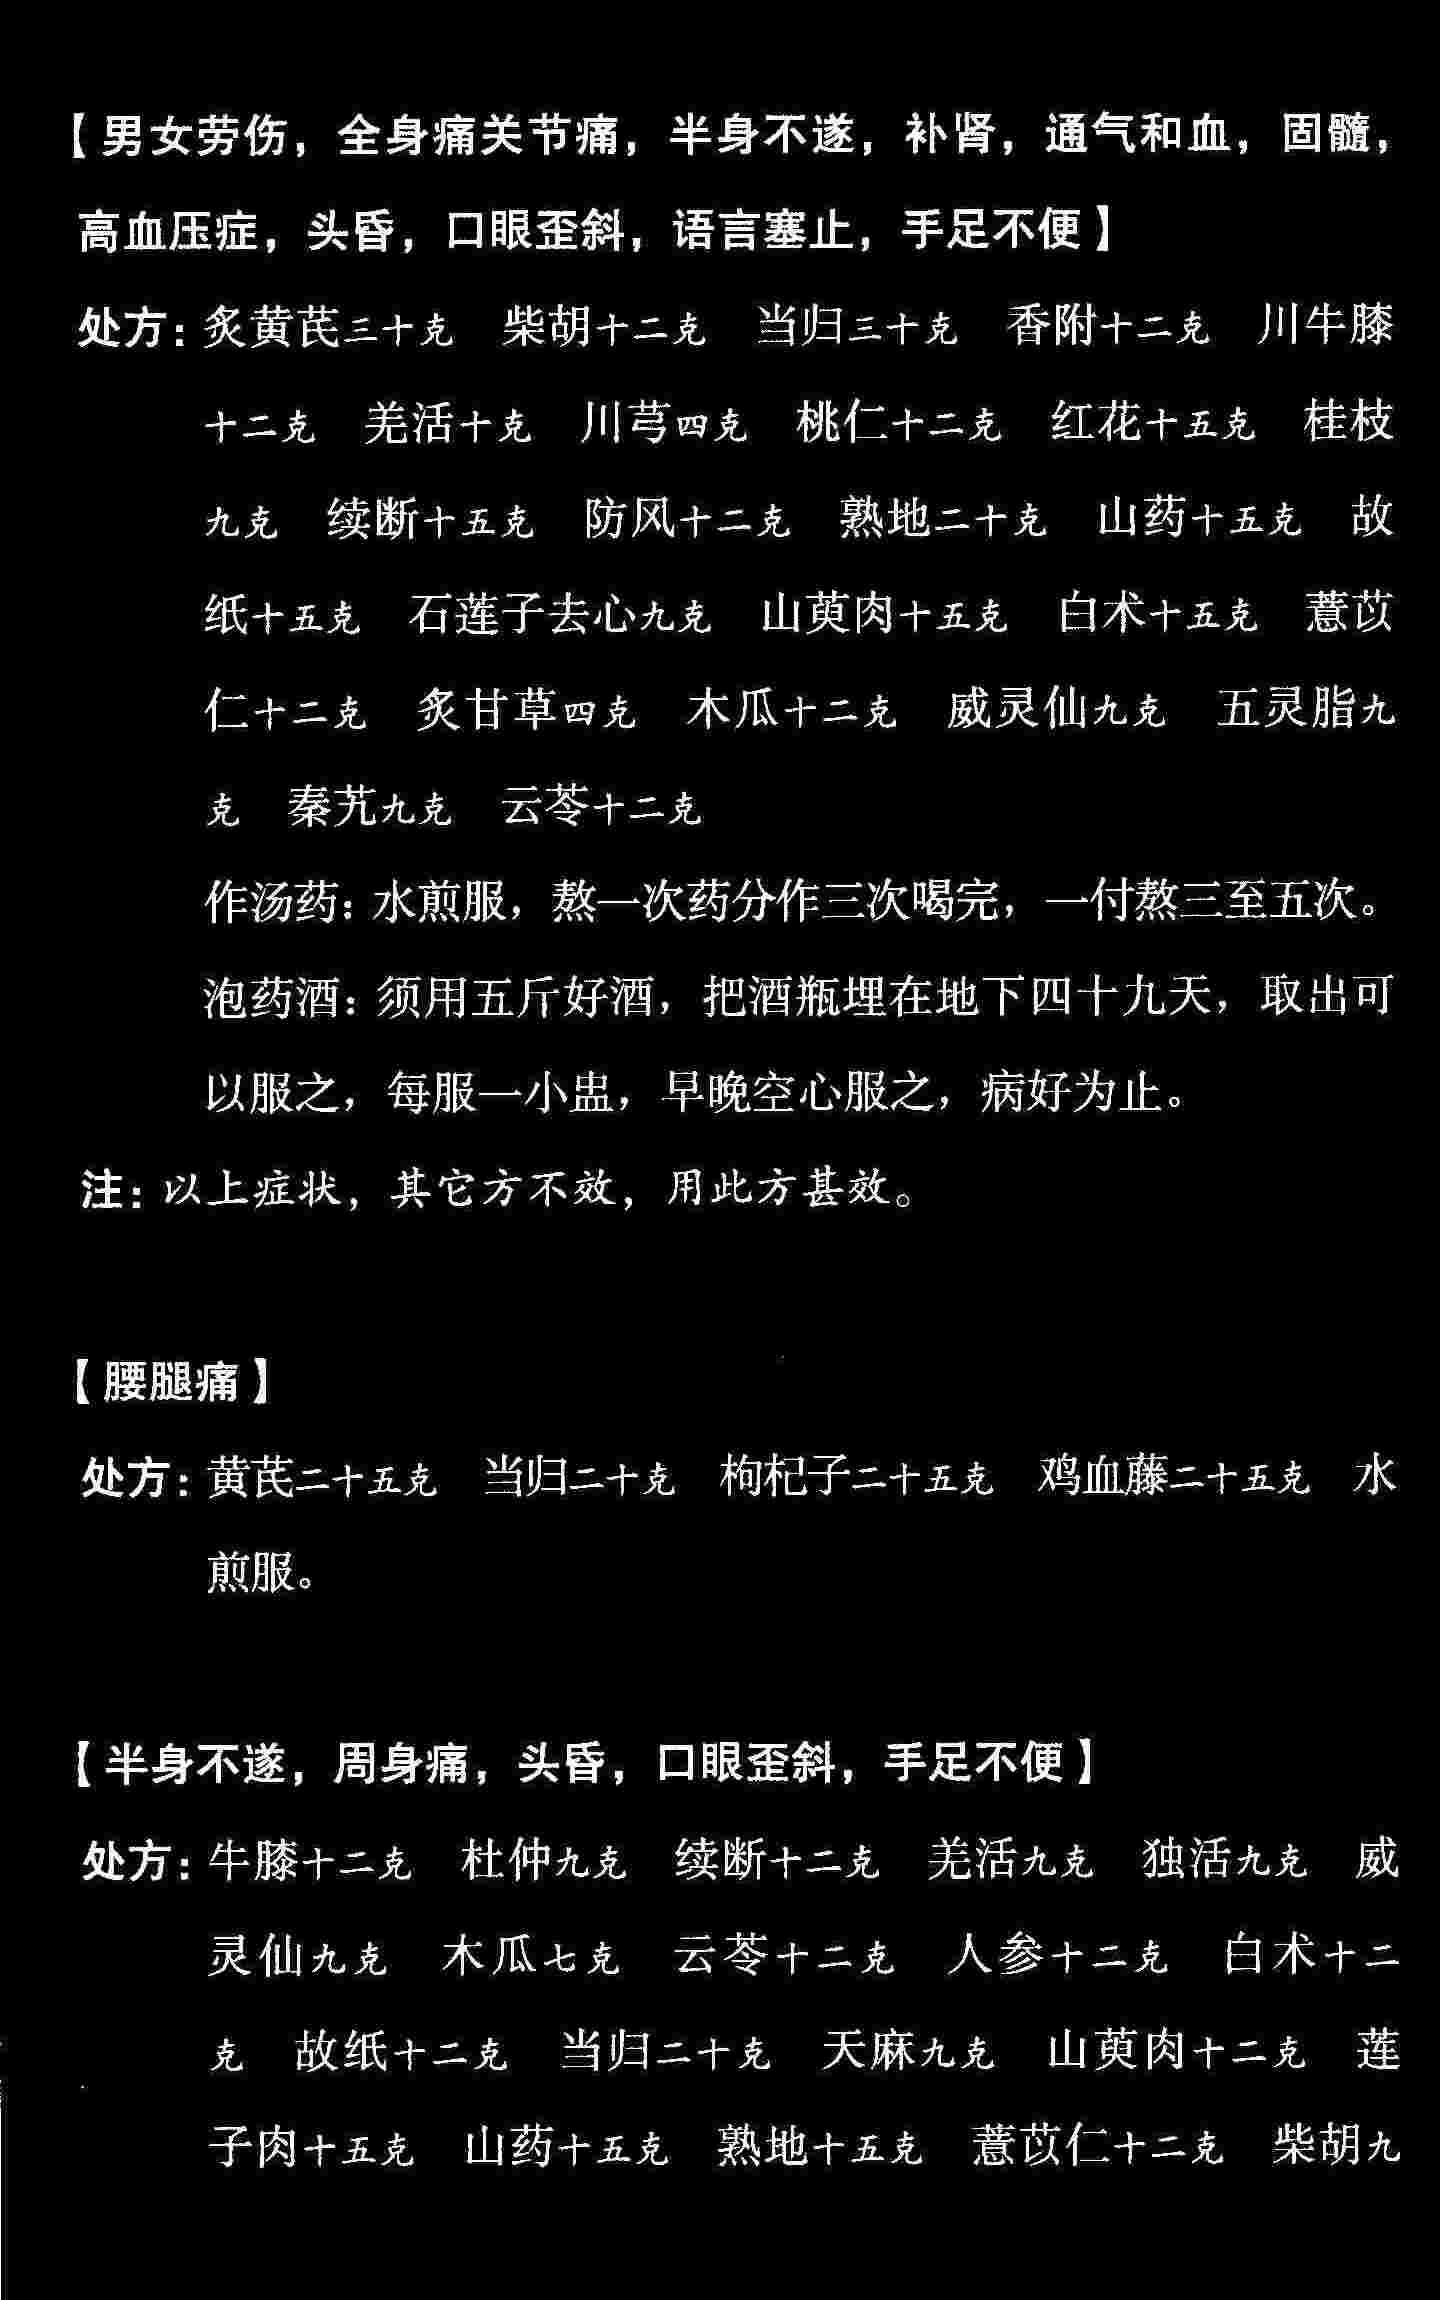 【男女劳伤，全身痛关节痛，半身不遂，补肾，通气和血，固髓，
高血压症，头昏，口眼歪斜，语言塞止，手足不便】
处方：炙黄芪三十克　柴胡十二克　当归三十克　香附十二克　川牛膝
十二克　羌活十克　川芎四克　桃仁十二克　红花十五克　桂枝
九克　续断十五克　防风十二克　熟地二十克　山药十五克　故
纸十五克　石莲子去心九克　山萸肉十五克　白术十五克　薏苡
仁十二克　炙甘草四克　木瓜十二克　威灵仙九克　五灵脂九
克　秦艽九克　云苓十二克
作汤药：水煎服，熬一次药分作三次喝完，一付熬三至五次。
泡药酒：须用五斤好酒，把酒瓶埋在地下四十九天，取出可
以服之，每服一小盅，早晚空心服之，病好为止。
注：以上症状，其它方不效，用此方甚效。
【腰腿痛】
处方：黄芪二十五克　当归二十克　枸杞子二十五克　鸡血藤二十五克　水
煎服。
【半身不遂，周身痛，头昏，口眼歪斜，手足不便】
处方：牛膝十二克　杜仲九克　续断十二克　羌活九克　独活九克　威
灵仙九克　木瓜七克　云苓十二克　人参十二克　白术十二
克　故纸十二克　当归二十克　天麻九克　山萸肉十二克　莲
子肉十五克　山药十五克　熟地十五克　薏苡仁十二克　柴胡九